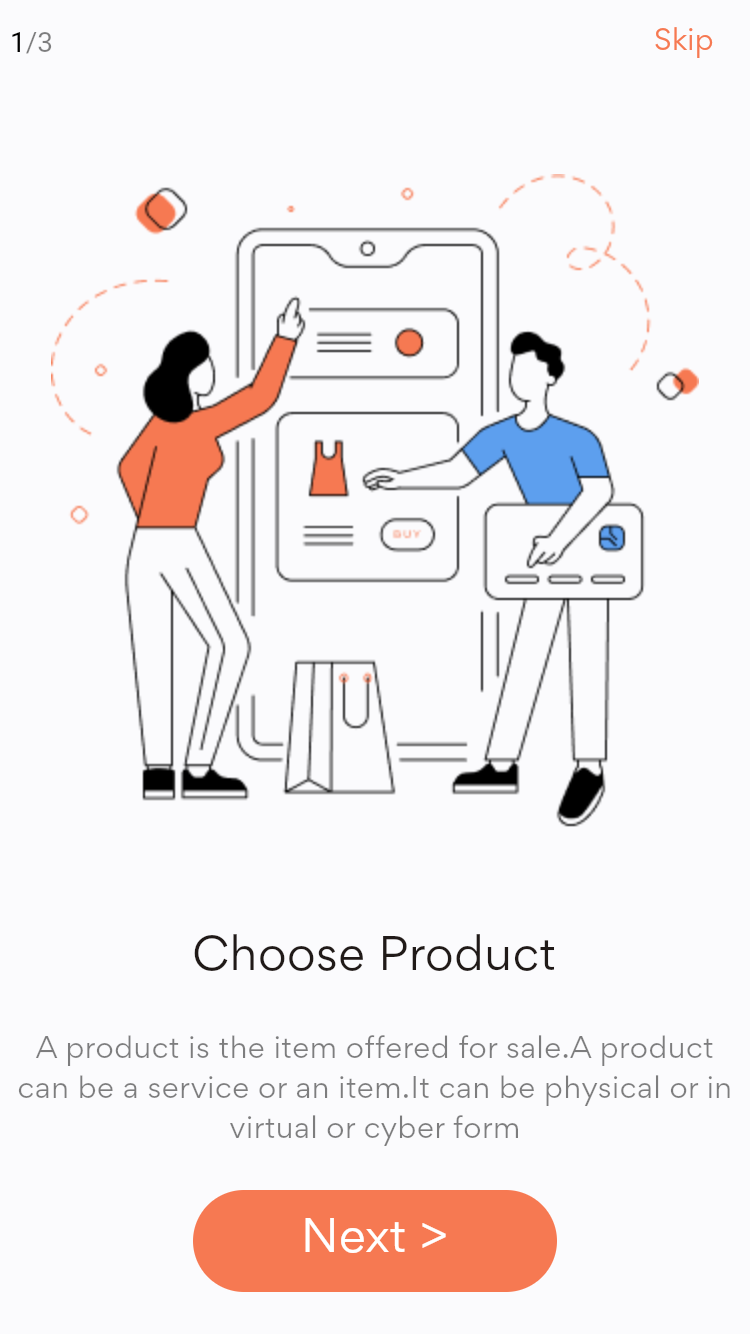 1/3
Skip
BUY
Choose Product
A product is the item offered for sale.A product
can be a service or an item.It can be physical or in
virtual or cyber form
Next >